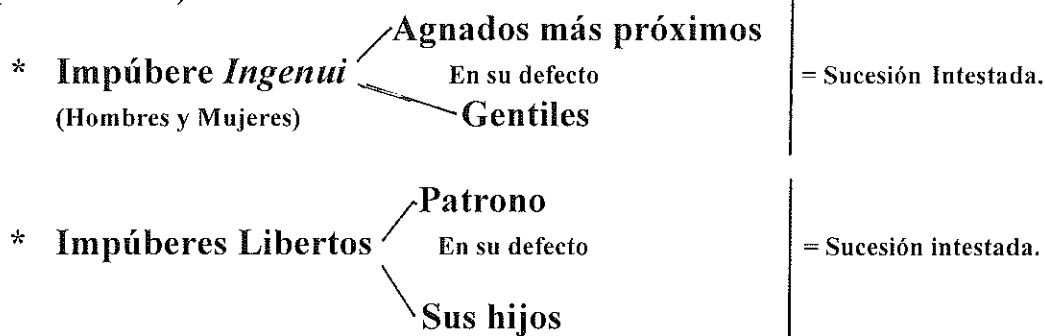 Agnados más próximos
* Impúbere Ingenui En su defecto = Sucesión Intestada.
(Hombres y Mujeres) Gentiles
Patrono
* Impúberes Libertos En su defecto = Sucesión intestada.
Sus hijos